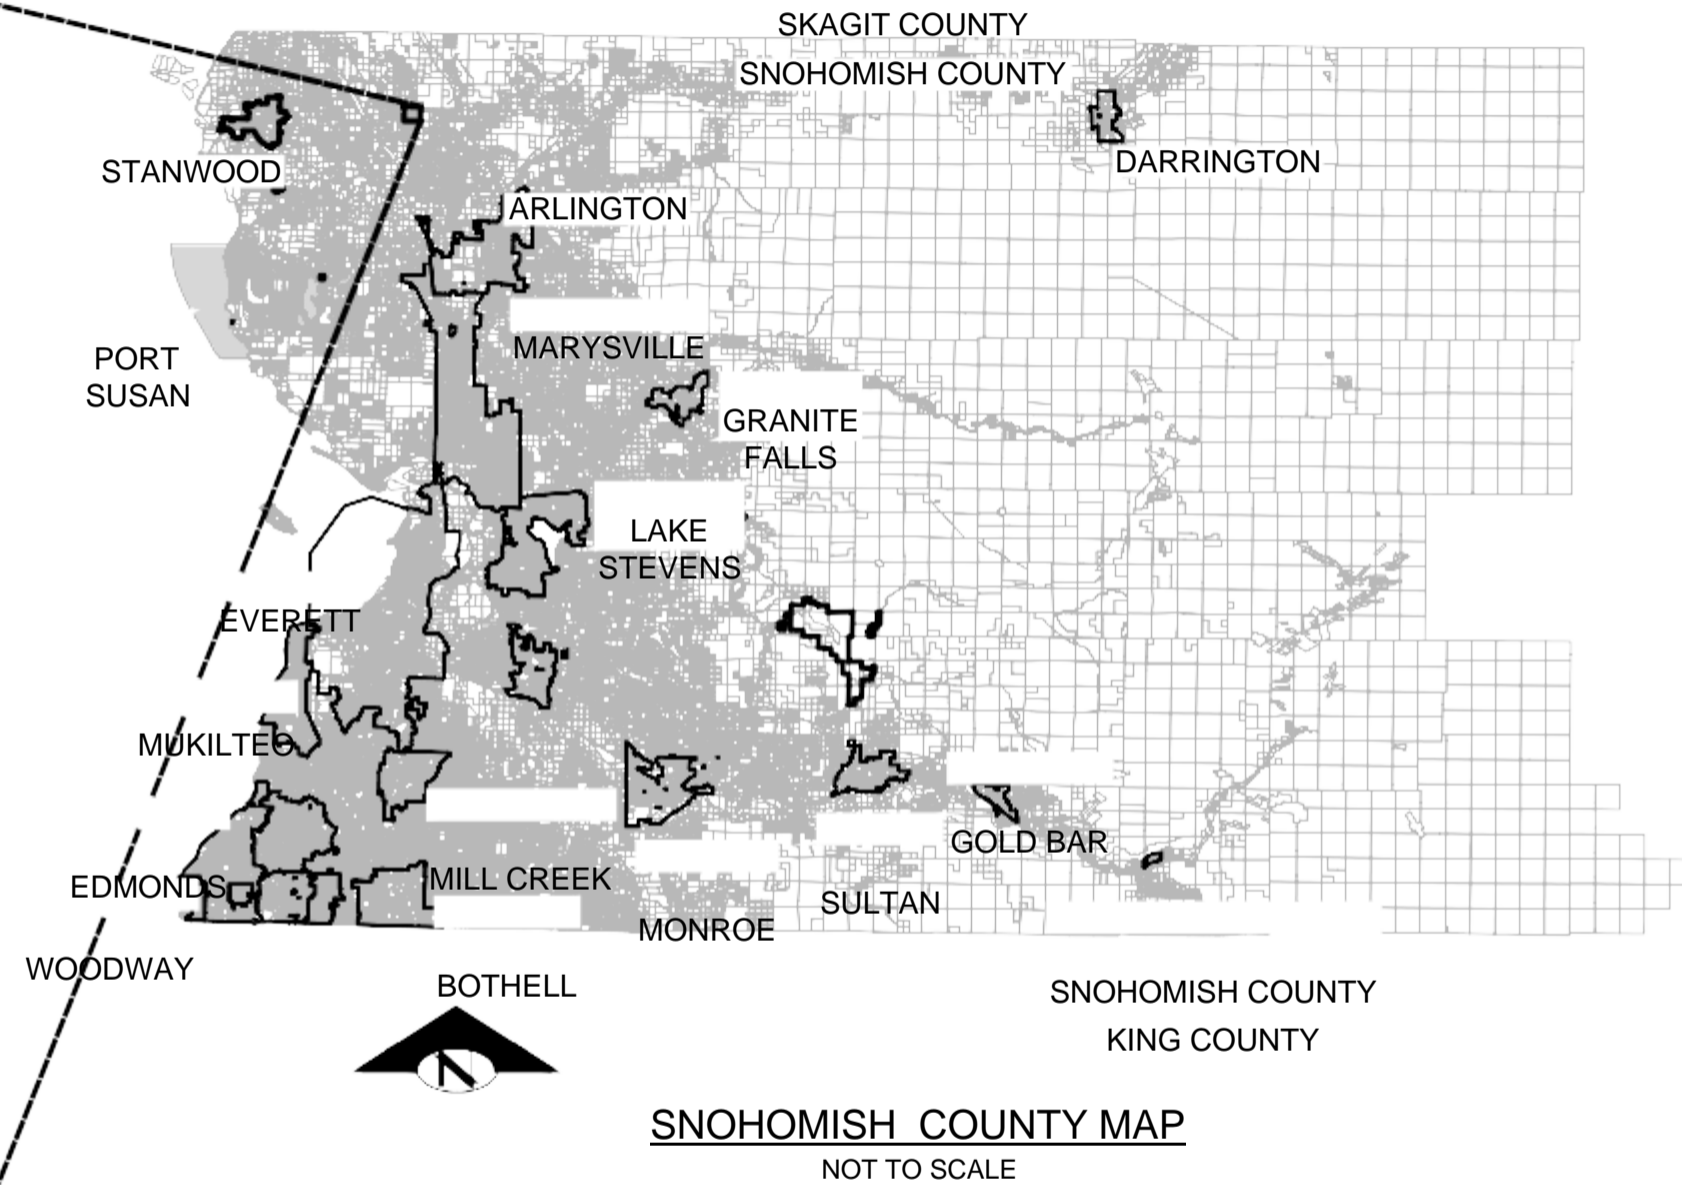 SKAGIT COUNTY
SNOHOMISH COUNTY
STANWOOD
DARRINGTON
ARLINGTON
MARYSVILLE
PORT
SUSAN
GRANITE
FALLS
LAKE
STEVENS
EVERETT
MUKILTEO
GOLD BAR
EDMONDS
MILL CREEK
SULTAN
MONROE
WOODWAY
BOTHELL
SNOHOMISH COUNTY
KING COUNTY
N
SNOHOMISH COUNTY MAP
NOT TO SCALE